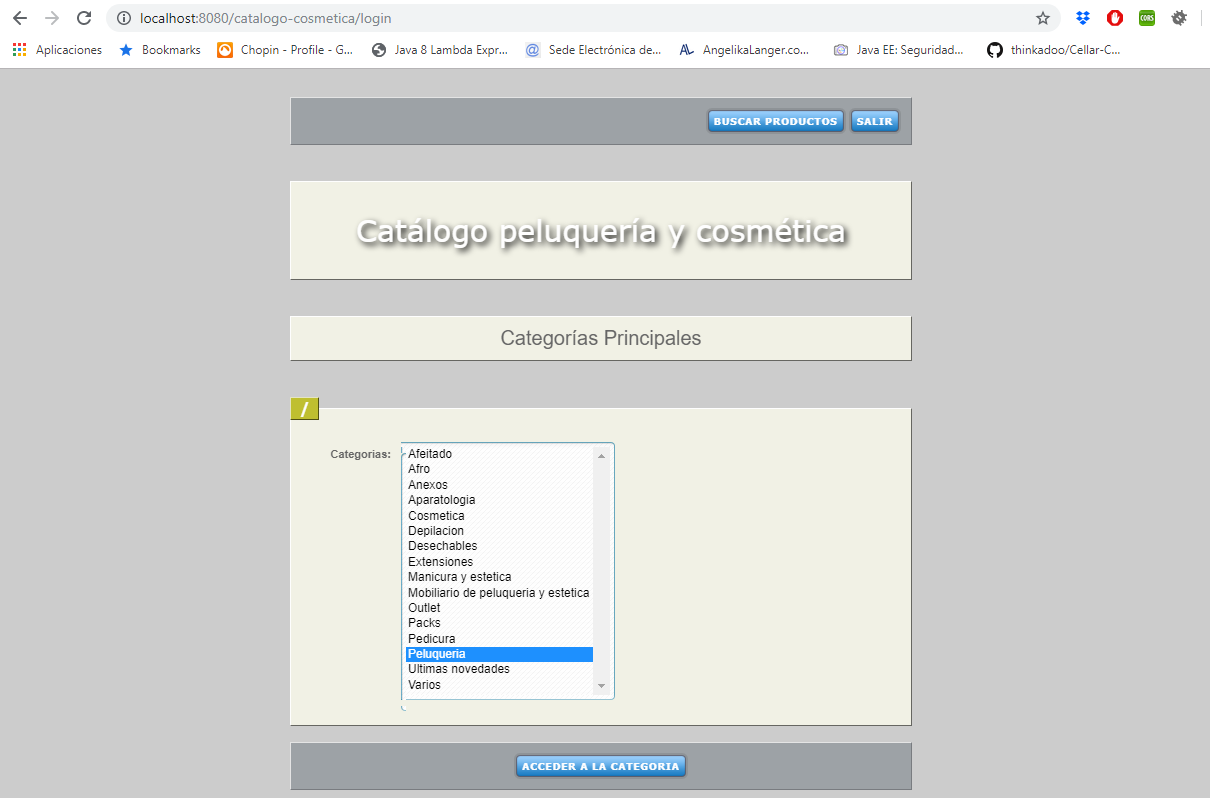 localhost:8080/catalogo-cosmetica/login
CORS
Aplicaciones Bookmarks Chopin - Profile - G... Java 8 Lambda Expr... @ Sede Electrónica de... AL AngelikaLanger.co... Java EE: Seguridad... thinkadoo/Cellar-C...
BUSCAR PRODUCTOS SALIR
Catálogo peluquería y cosmética
Categorías Principales
/
Categorias:
Afeitado
Afro
Anexos
Aparatologia
Cosmetica
Depilacion
Desechables
Extensiones
Manicura y estetica
Mobiliario de peluqueria y estetica
Outlet
Packs
Pedicura
Peluqueria
Ultimas novedades
Varios
ACCEDER A LA CATEGORIA